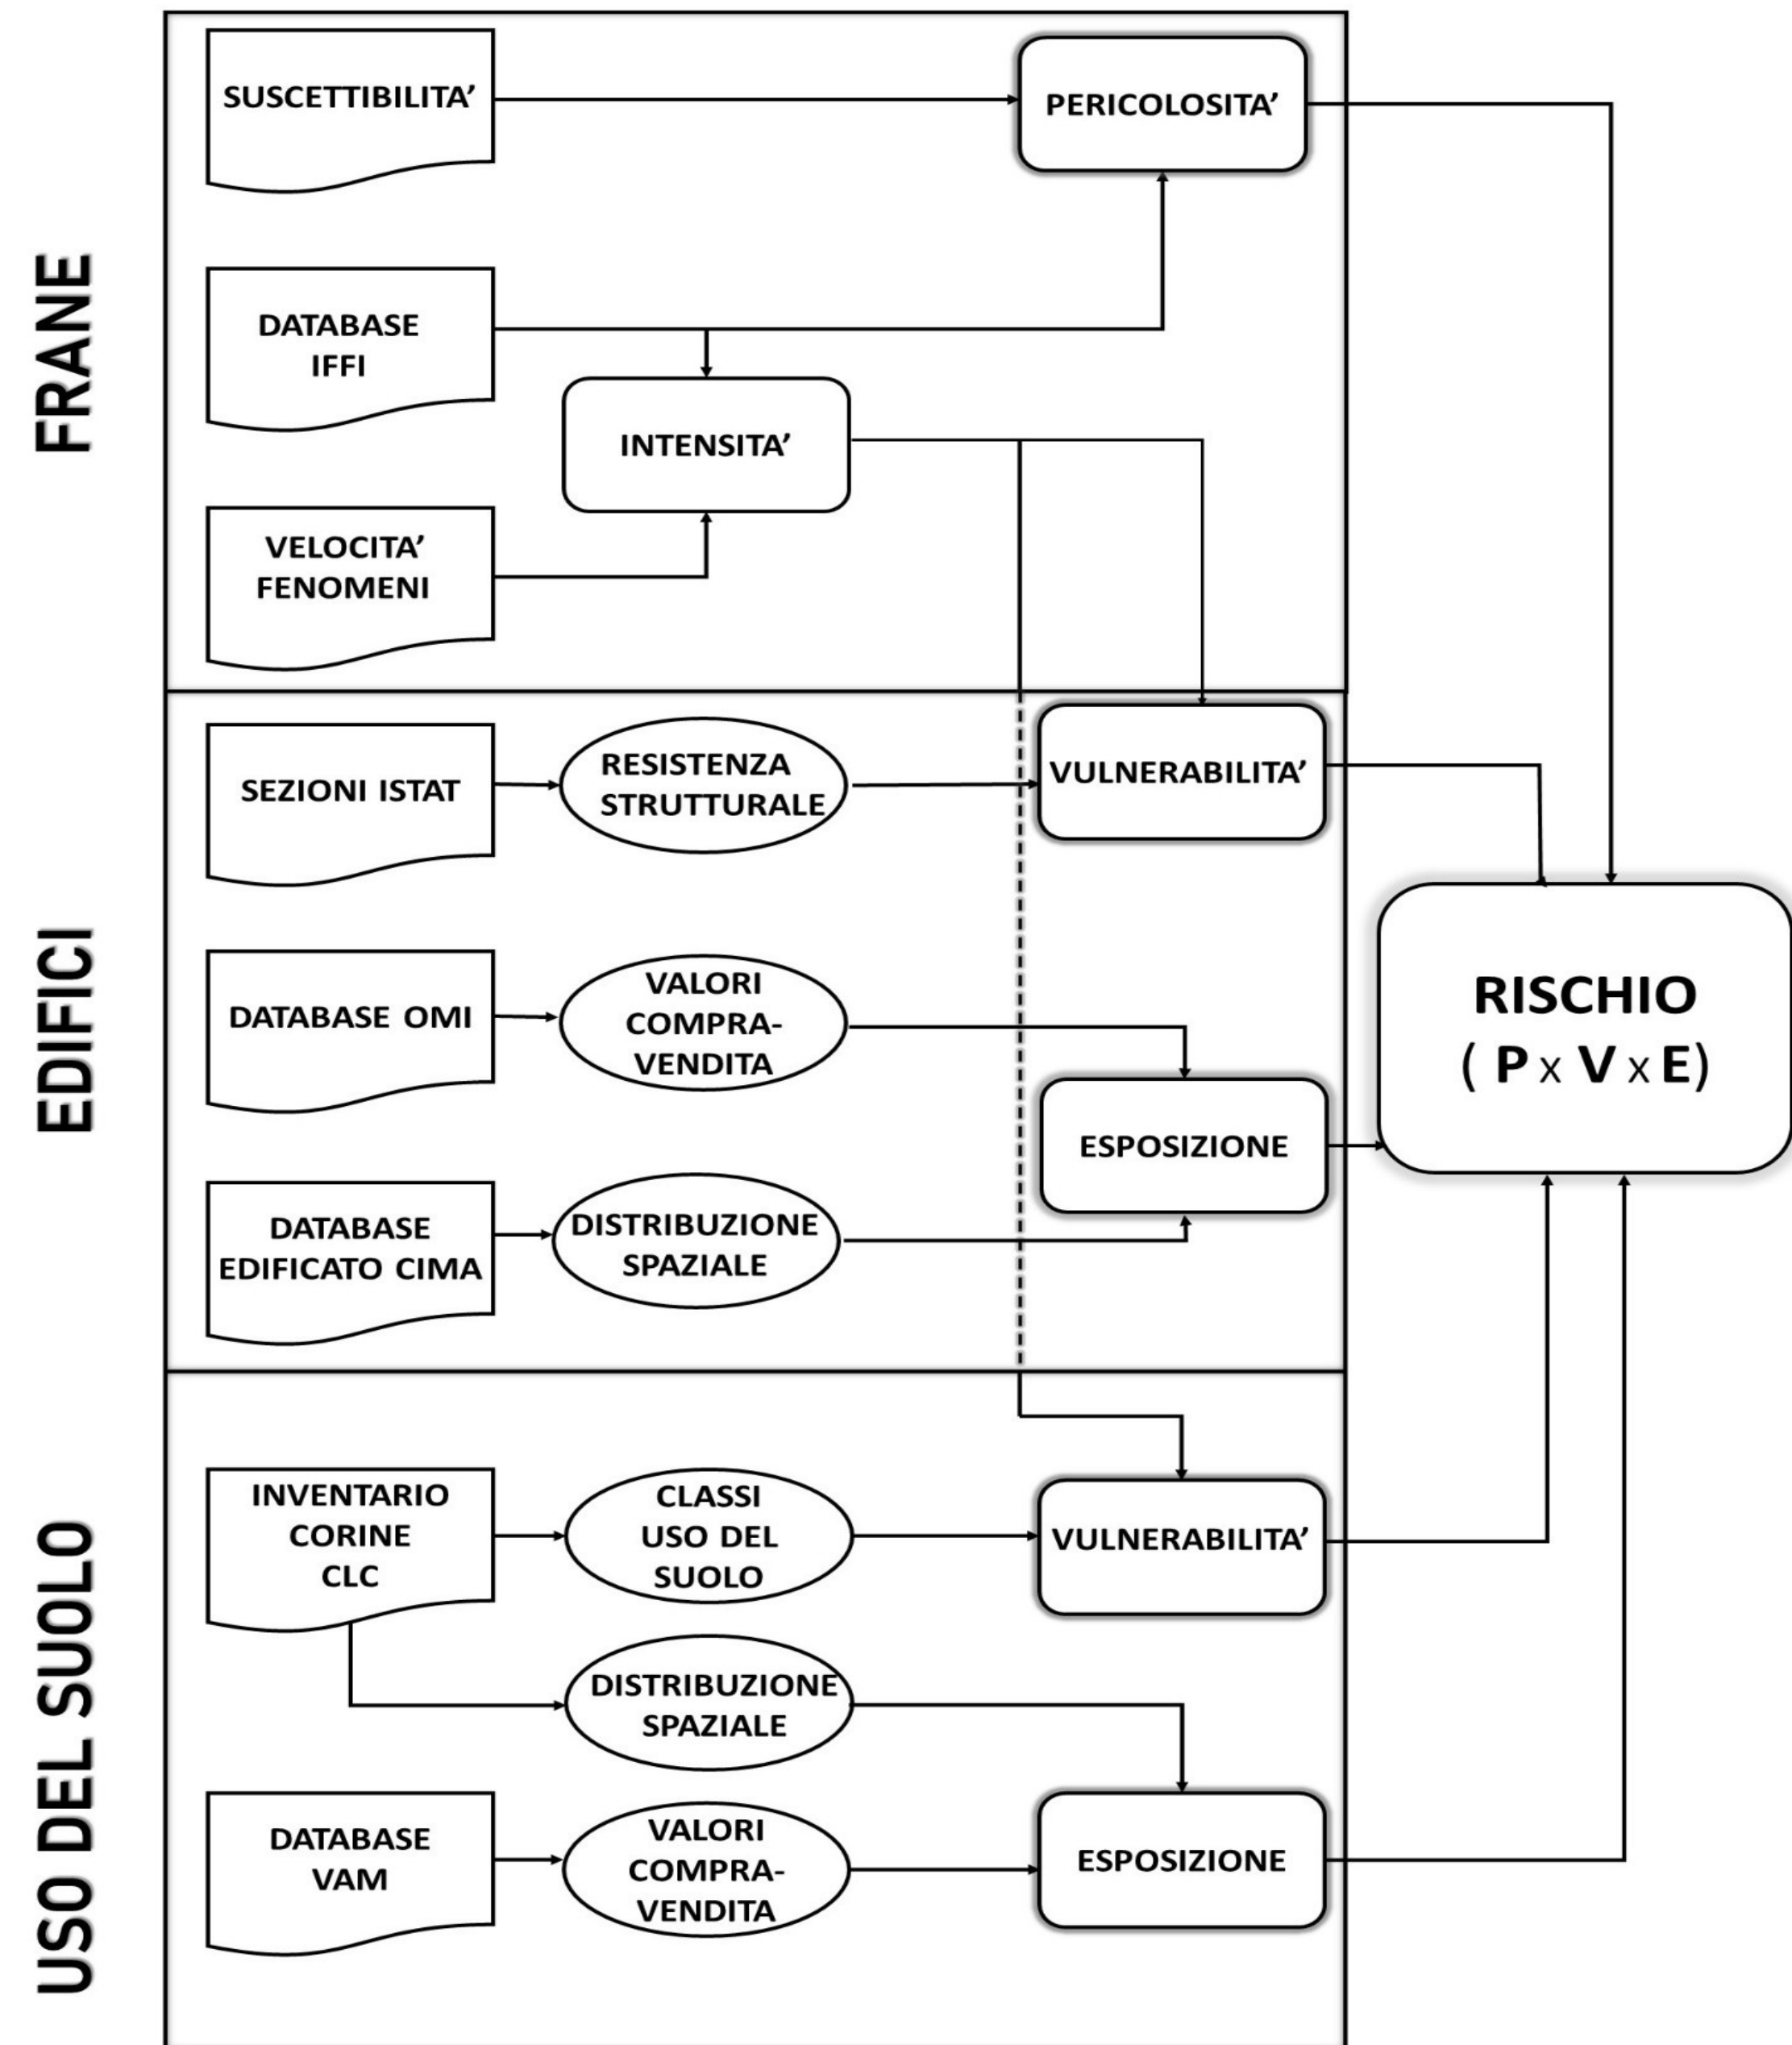 FRANE
SUSCETTIBILITA’
PERICOLOSITA’
DATABASE
IFFI
INTENSITA’
VELOCITA’
FENOMENI
EDIFICI
SEZIONI ISTAT
RESISTENZA
STRUTTURALE
VULNERABILITA’
DATABASE OMI
VALORI
COMPRA-
VENDITA
ESPOSIZIONE
DATABASE
EDIFICATO CIMA
DISTRIBUZIONE
SPAZIALE
RISCHIO
( P x V x E)
USO DEL SUOLO
INVENTARIO
CORINE
CLC
CLASSI
USO DEL
SUOLO
VULNERABILITA’
DISTRIBUZIONE
SPAZIALE
DATABASE
VAM
VALORI
COMPRA-
VENDITA
ESPOSIZIONE